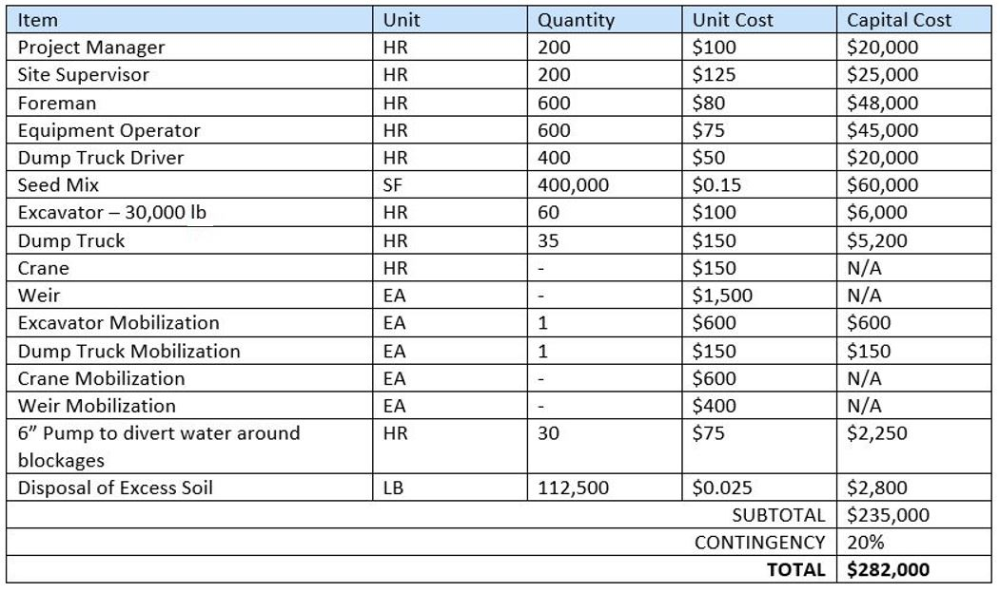 Item Unit Quantity Unit Cost Capital Cost
Project Manager HR 200 $100 $20,000
Site Supervisor HR 200 $125 $25,000
Foreman HR 600 $80 $48,000
Equipment Operator HR 600 $75 $45,000
Dump Truck Driver HR 400 $50 $20,000
Seed Mix SF 400,000 $0.15 $60,000
Excavator – 30,000 lb HR 60 $100 $6,000
Dump Truck HR 35 $150 $5,200
Crane HR - $150 N/A
Weir EA - $1,500 N/A
Excavator Mobilization EA 1 $600 $600
Dump Truck Mobilization EA 1 $150 $150
Crane Mobilization EA - $600 N/A
Weir Mobilization EA - $400 N/A
6” Pump to divert water around HR 30 $75 $2,250
blockages
Disposal of Excess Soil LB 112,500 $0.025 $2,800
SUBTOTAL $235,000
CONTINGENCY 20%
TOTAL $282,000